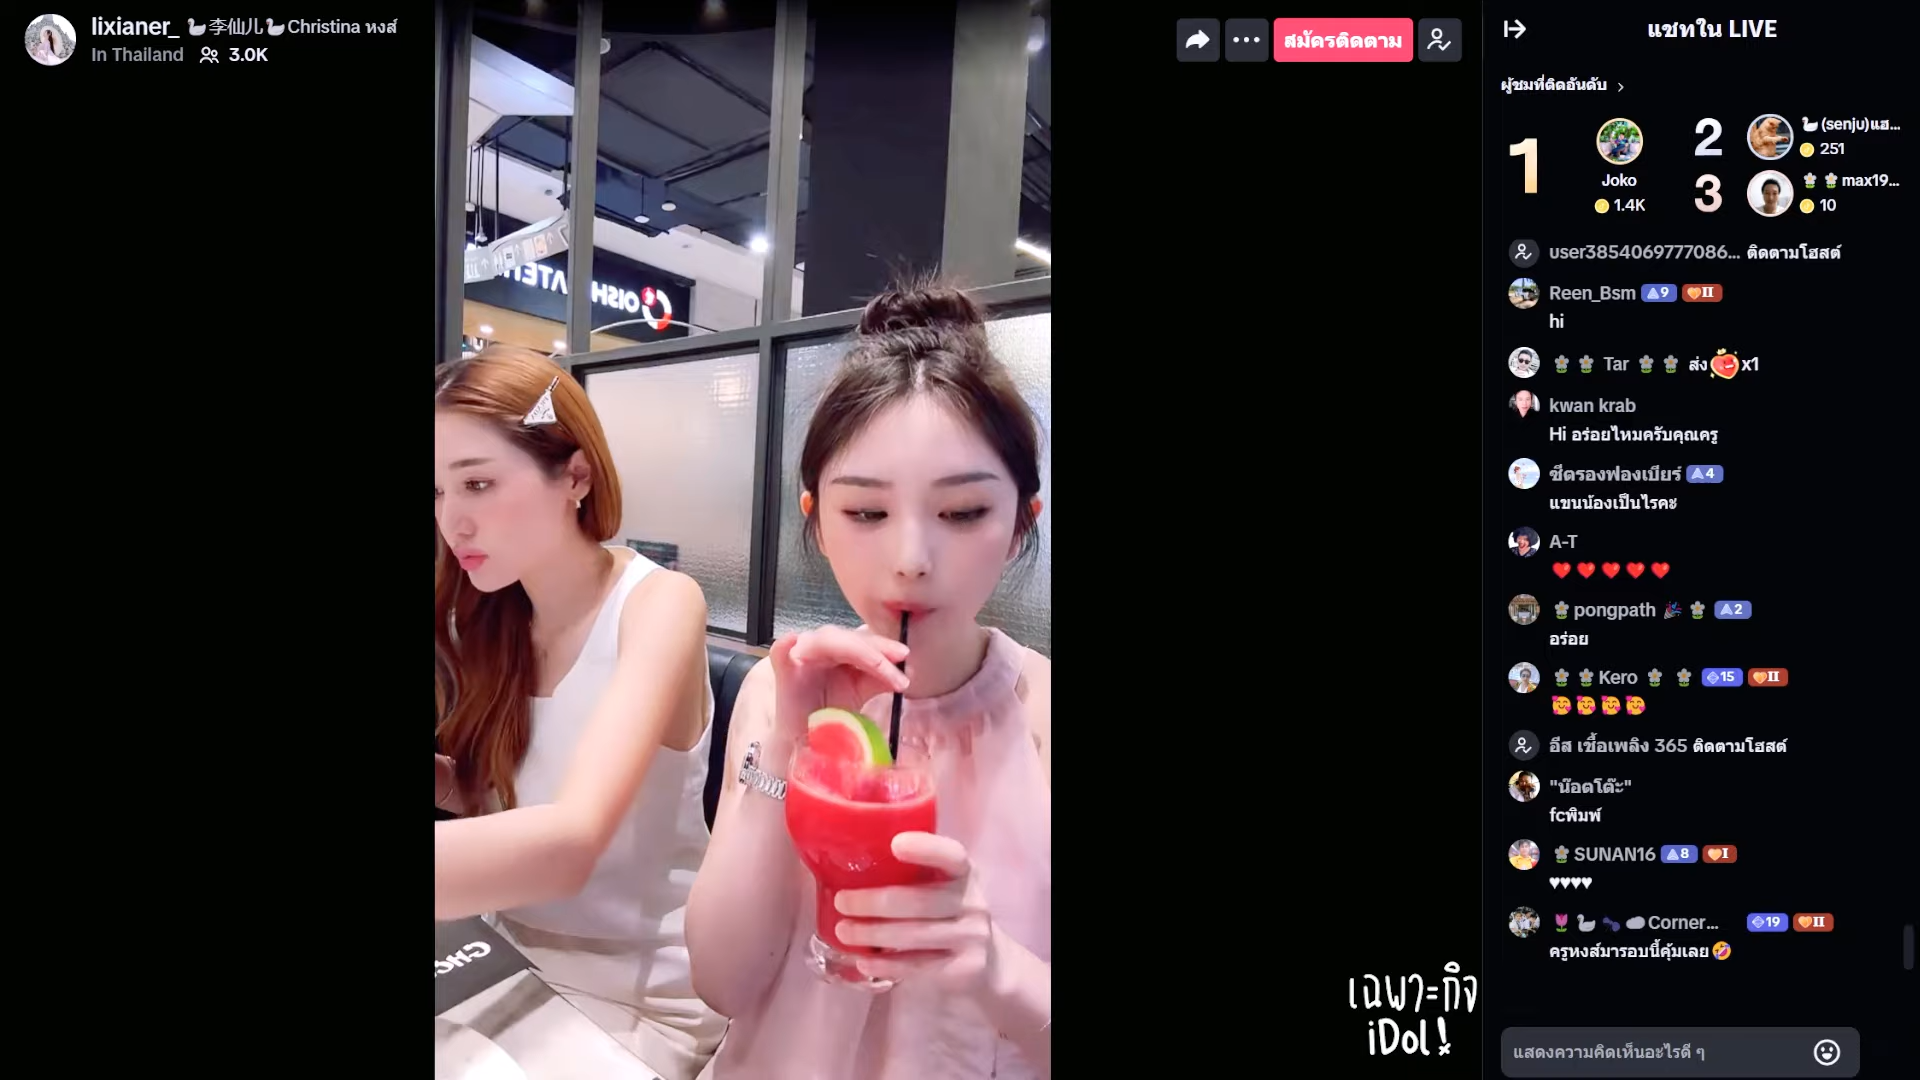 lixianer_ 🦢李仙儿🦢Christina หงส์
In Thailand 3.0K
สมัครติดตาม
แชทใน LIVE
ผู้ชมที่ติดอันดับ
1 Joko 1.4K
2 🦢(senju)แฮ... 251
3 max19... 10
OISHI EATERI
user3854069777086... ติดตามโฮสต์
Reen_Bsm 9 II
hi
Tar ส่ง x1
kwan krab
Hi อร่อยไหมครับคุณครู
ซีตรองฟองเบียร์ 4
แขนน้องเป็นไรคะ
A-T
❤️❤️❤️❤️❤️
pongpath 🎉 2
อร่อย
Kero 15 II
🥰🥰🥰🥰
อีส เชื้อเพลิง 365 ติดตามโฮสต์
"น๊อตโต๊ะ"
fcพิมพ์
SUNAN16 8 I
♥♥♥♥
Corner... 19 II
ครูหงส์มารอบนี้คุ้มเลย🤣
เฉพาะกิจ
iDol!
แสดงความคิดเห็นอะไรดี ๆ